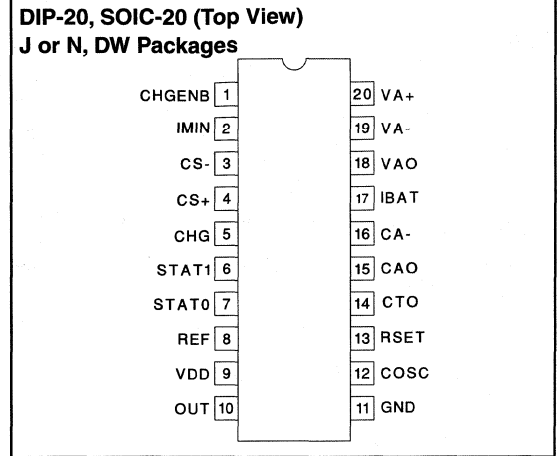 DIP-20, SOIC-20 (Top View)
J or N, DW Packages
CHGENB 1 20 VA+
IMIN 2 19 VA-
CS- 3 18 VAO
CS+ 4 17 IBAT
CHG 5 16 CA-
STAT1 6 15 CAO
STAT0 7 14 CTO
REF 8 13 RSET
VDD 9 12 COSC
OUT 10 11 GND